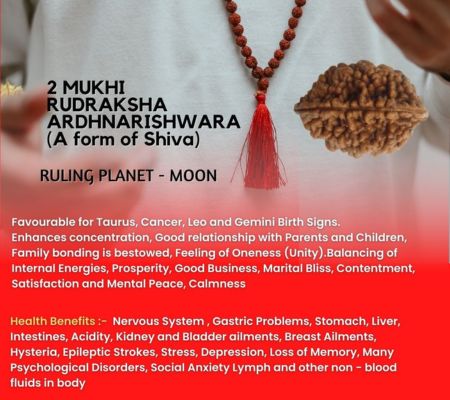 2 MUKHI
RUDRAKSHA
ARDHNARISHWARA
(A form of Shiva)
RULING PLANET - MOON
Favourable for Taurus, Cancer, Leo and Gemini Birth Signs.
Enhances concentration, Good relationship with Parents and Children,
Family bonding is bestowed, Feeling of Oneness (Unity).Balancing of
Internal Energies, Prosperity, Good Business, Marital Bliss, Contentment,
Satisfaction and Mental Peace, Calmness
Health Benefits :-  Nervous System , Gastric Problems, Stomach, Liver,
Intestines, Acidity, Kidney and Bladder ailments, Breast Ailments,
Hysteria, Epileptic Strokes, Stress, Depression, Loss of Memory, Many
Psychological Disorders, Social Anxiety Lymph and other non - blood
fluids in body